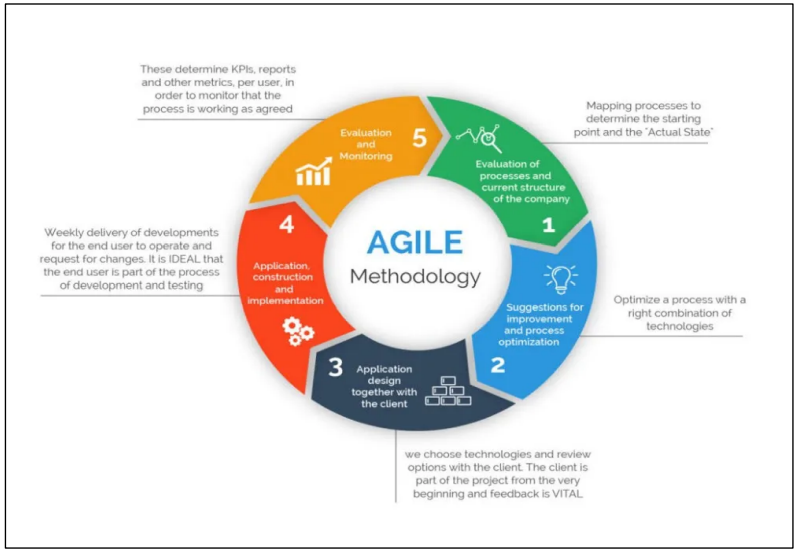 These determine KPIs, reports
and other metrics, per user, in
order to monitor that the
process is working as agreed
Evaluation
and
Monitoring
5
Mapping processes to
determine the starting
point and the "Actual State"
Evaluation of
processes and
current structure
of the company
1
AGILE
Methodology
Weekly delivery of developments
for the end user to operate and
request for changes. It is IDEAL that
the end user is part of the process
of development and testing
4
Application,
construction
and
implementation
Suggestions for
improvement
and process
optimization
2
Optimize a process with a
right combination of
technologies
3
Application
design
together with
the client
we choose technologies and review
options with the client. The client is
part of the project from the very
beginning and feedback is VITAL